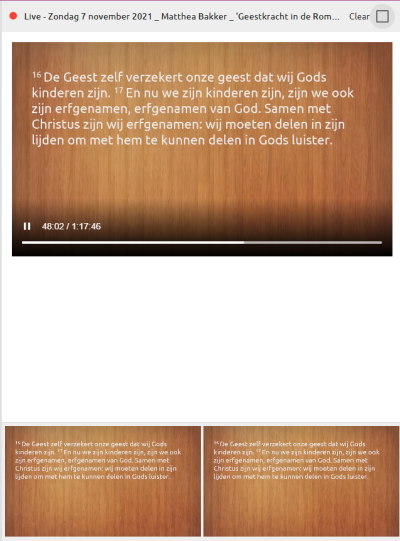 Live - Zondag 7 november 2021 _ Matthea Bakker _ 'Geestkracht in de Rom... Clear
16 De Geest zelf verzekert onze geest dat wij Gods
kinderen zijn. 17 En nu we zijn kinderen zijn, zijn we ook
zijn erfgenamen, erfgenamen van God. Samen met
Christus zijn wij erfgenamen: wij moeten delen in zijn
lijden om met hem te kunnen delen in Gods luister.
48:02 / 1:17:46
16 De Geest zelf verzekert onze geest dat wij Gods
kinderen zijn. 17 En nu we zijn kinderen zijn, zijn we ook
zijn erfgenamen, erfgenamen van God. Samen met
Christus zijn wij erfgenamen: wij moeten delen in zijn
lijden om met hem te kunnen delen in Gods luister.
16 De Geest zelf verzekert onze geest dat wij Gods
kinderen zijn. 17 En nu we zijn kinderen zijn, zijn we ook
zijn erfgenamen, erfgenamen van God. Samen met
Christus zijn wij erfgenamen: wij moeten delen in zijn
lijden om met hem te kunnen delen in Gods luister.